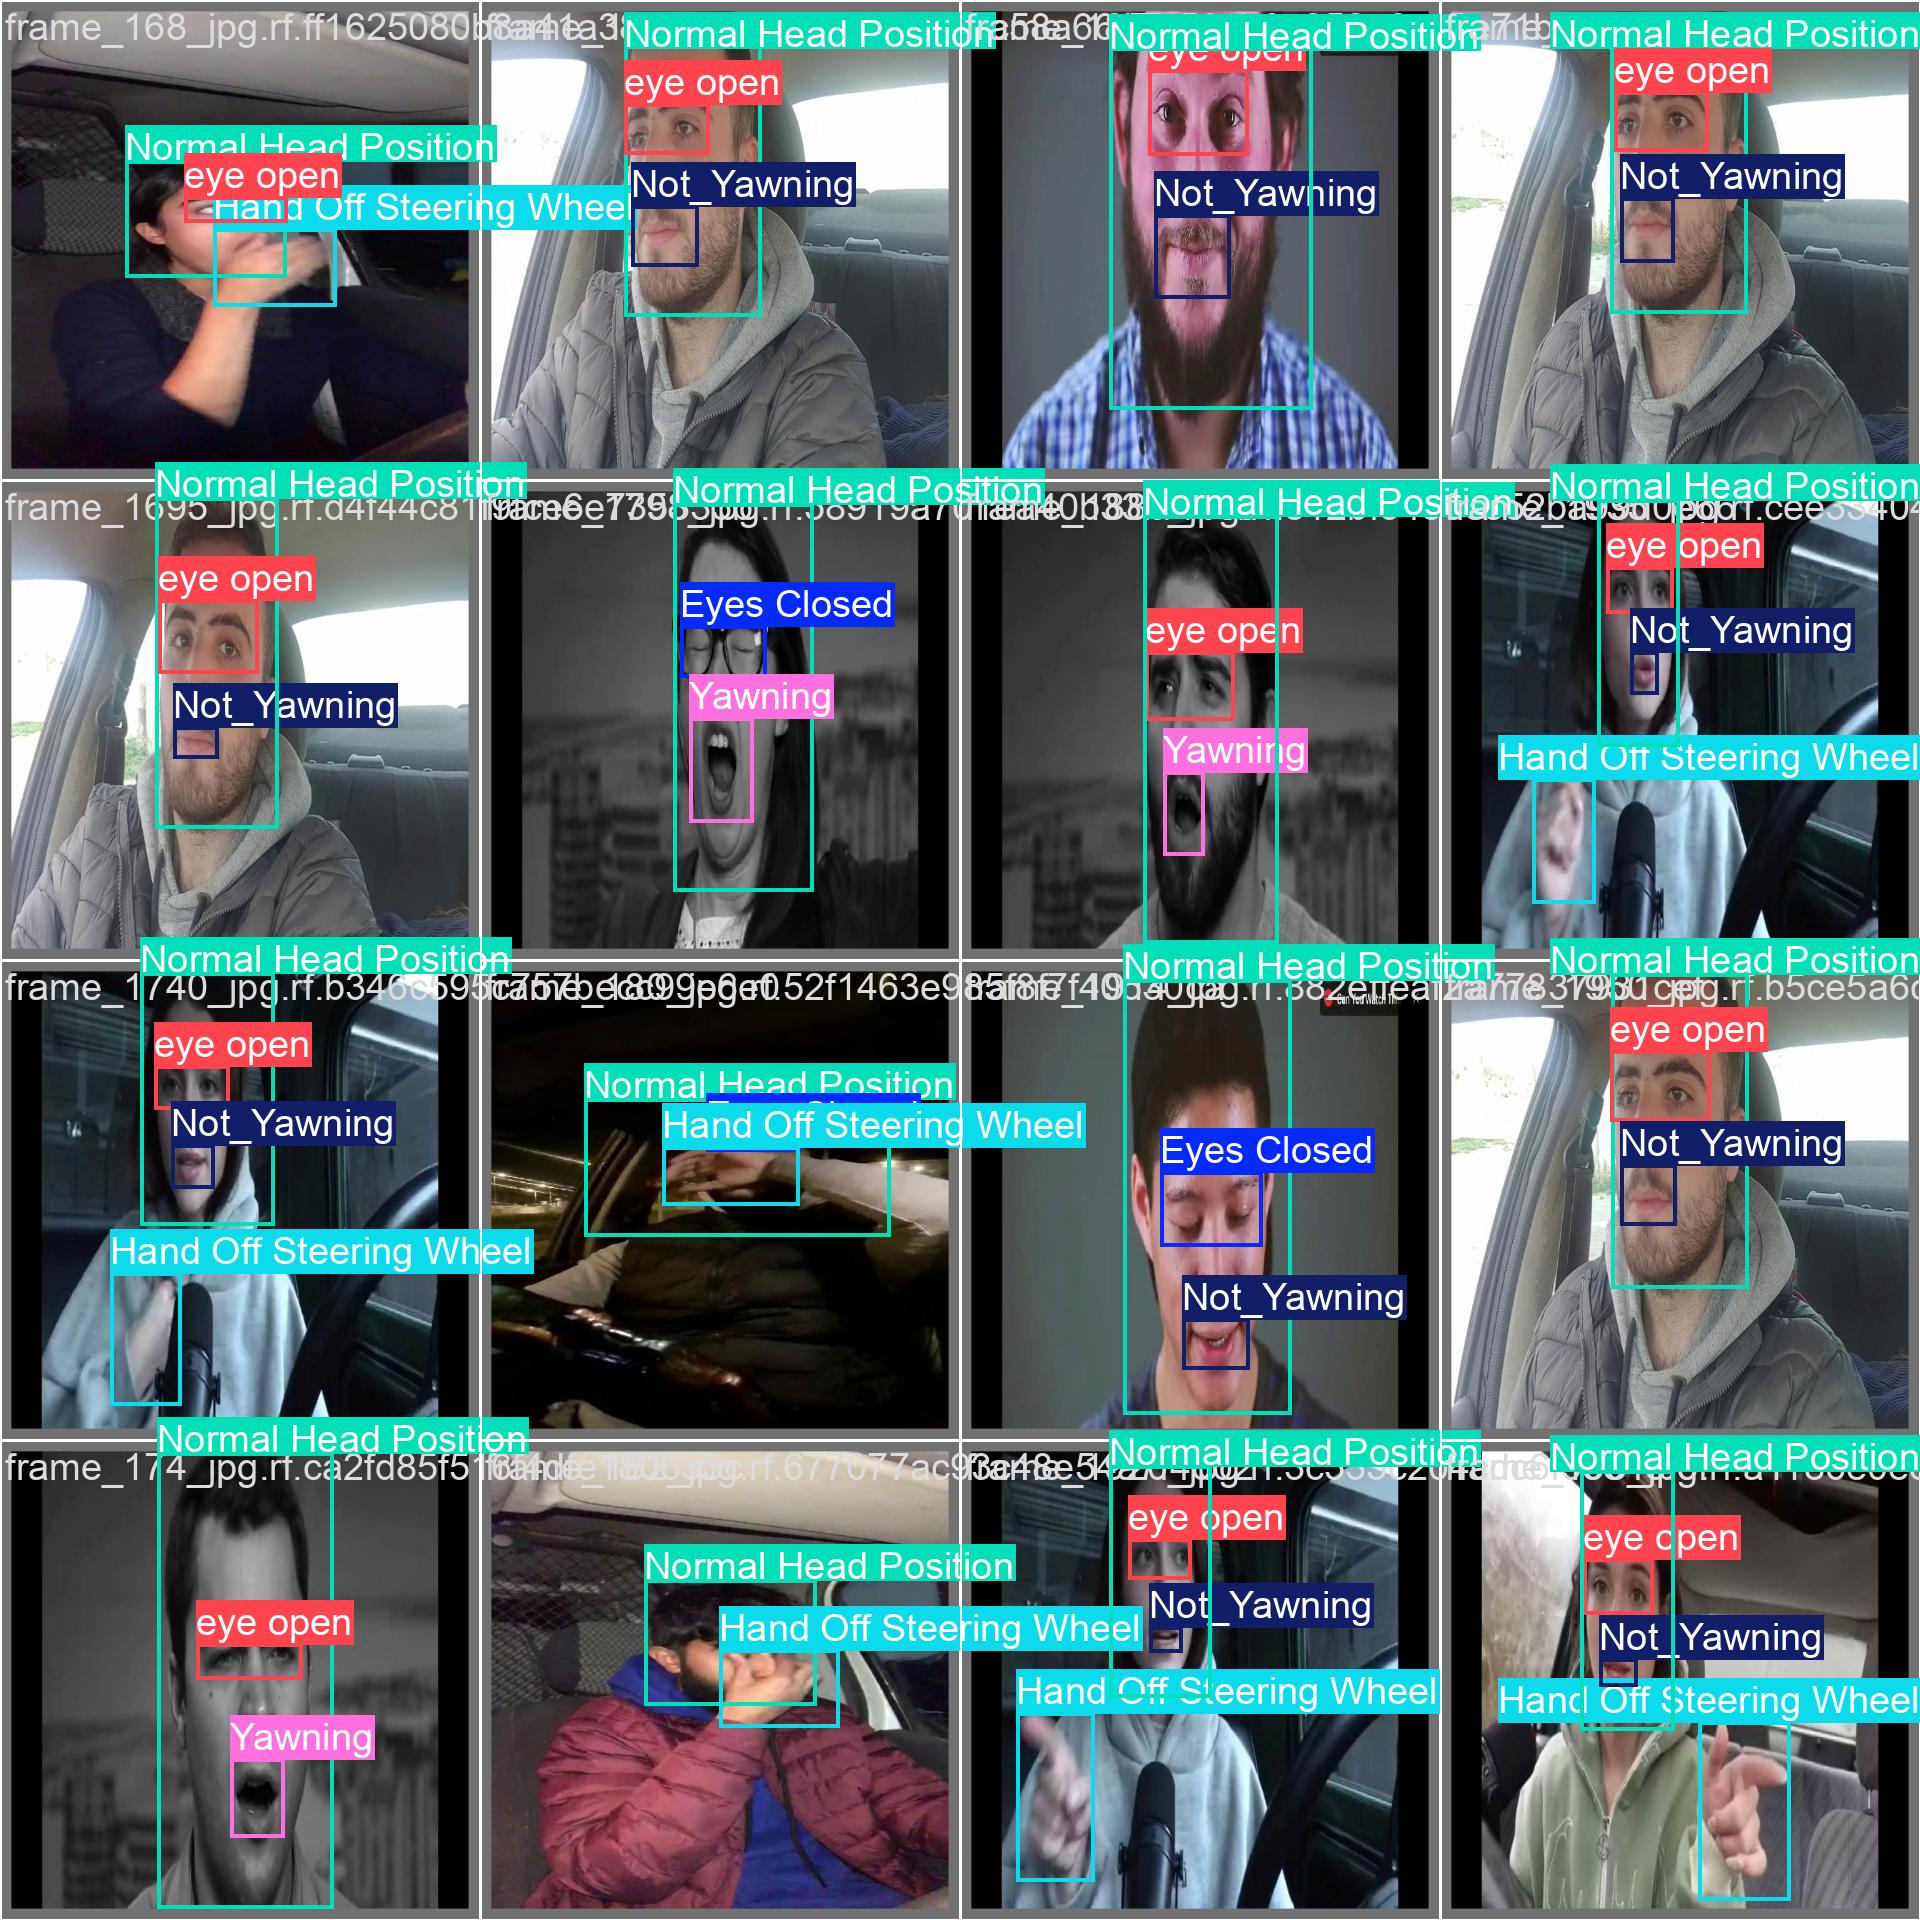 frame_168_jpg.rf.ff1625080b8a41a3
Normal Head Position
eye open
Hand Off Steering Wheel
Normal Head Position
eye open
Not_Yawning
Normal Head Position
eye open
Not_Yawning
Normal Head Position
eye open
Not_Yawning
frame_1695_jpg.rf.d4f44c81
Normal Head Position
eye open
Not_Yawning
Normal Head Position
Eyes Closed
Yawning
Normal Head Position
eye open
Yawning
Normal Head Position
eye open
Not_Yawning
Hand Off Steering Wheel
frame_1740_jpg.rf.b346c595c757bec
Normal Head Position
eye open
Not_Yawning
Hand Off Steering Wheel
Normal Head Position
Hand Off Steering Wheel
Normal Head Position
Eyes Closed
Not_Yawning
Normal Head Position
eye open
Not_Yawning
frame_174_jpg.rf.ca2fd85f5
Normal Head Position
eye open
Yawning
Normal Head Position
Hand Off Steering Wheel
Normal Head Position
eye open
Not_Yawning
Hand Off Steering Wheel
Normal Head Position
eye open
Not_Yawning
Hand Off Steering Wheel